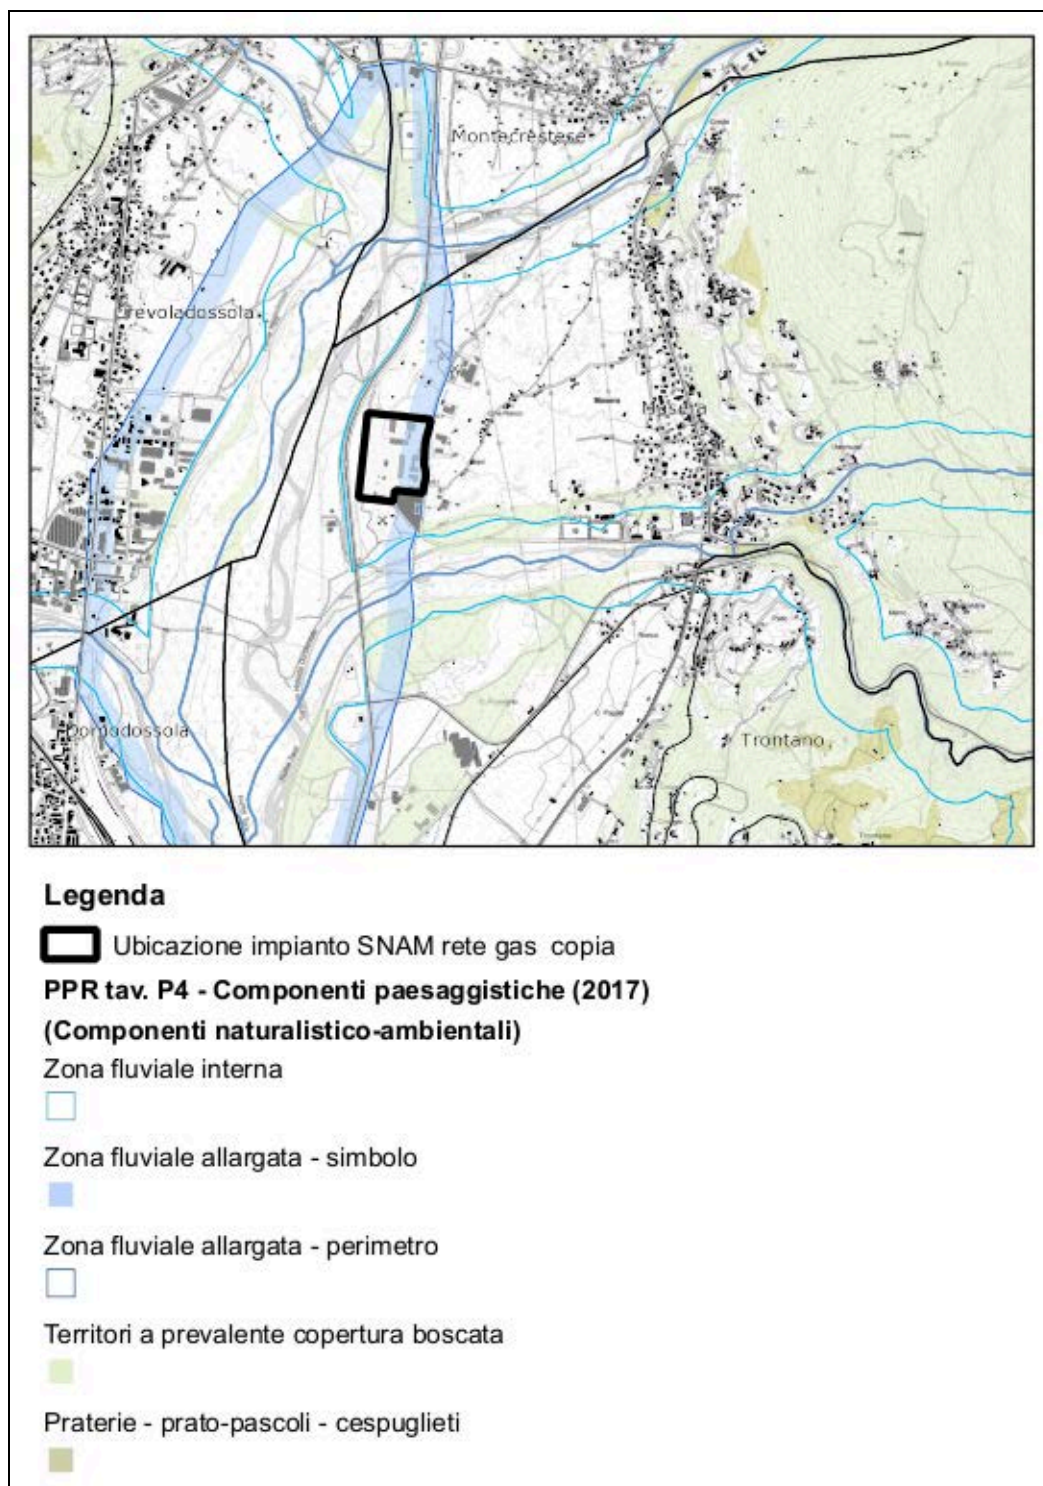 Montecrestese
revoladossola
Masera
Domodossola
Trontano
Trontano
Legenda
Ubicazione impianto SNAM rete gas copia
PPR tav. P4 - Componenti paesaggistiche (2017)
(Componenti naturalistico-ambientali)
Zona fluviale interna
Zona fluviale allargata - simbolo
Zona fluviale allargata - perimetro
Territori a prevalente copertura boscata
Praterie - prato-pascoli - cespuglieti